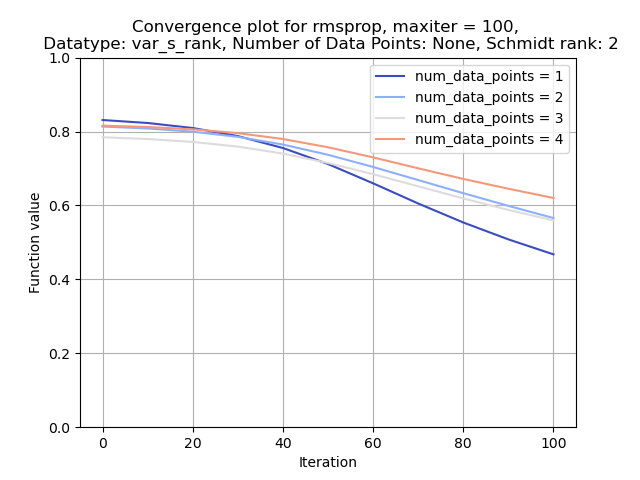 Convergence plot for rmsprop, maxiter = 100,
Datatype: var_s_rank, Number of Data Points: None, Schmidt rank: 2
1.0
0.8
0.6
0.4
0.2
0.0
Function value
num_data_points = 1
num_data_points = 2
num_data_points = 3
num_data_points = 4
0 20 40 60 80 100
Iteration